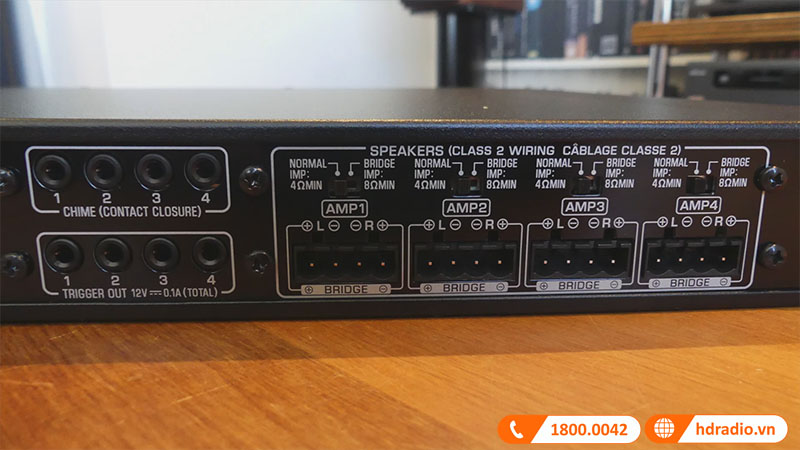 SPEAKERS (CLASS 2 WIRING CÂBLAGE CLASSE 2)
NORMAL BRIDGE NORMAL BRIDGE NORMAL BRIDGE NORMAL BRIDGE
IMP: IMP: IMP: IMP: IMP: IMP: IMP: IMP:
4ΩMIN 8ΩMIN 4ΩMIN 8ΩMIN 4ΩMIN 8ΩMIN 4ΩMIN 8ΩMIN
AMP1 AMP2 AMP3 AMP4
⊕ L ⊖ ⊖ R ⊕ ⊕ L ⊖ ⊖ R ⊕ ⊕ L ⊖ ⊖ R ⊕ ⊕ L ⊖ ⊖ R ⊕
⊕ BRIDGE ⊖ ⊕ BRIDGE ⊖ ⊕ BRIDGE ⊖ ⊕ BRIDGE ⊖
1 2 3 4
CHIME (CONTACT CLOSURE)
1 2 3 4
TRIGGER OUT 12V⎓0.1A (TOTAL)
1800.0042 hdradio.vn